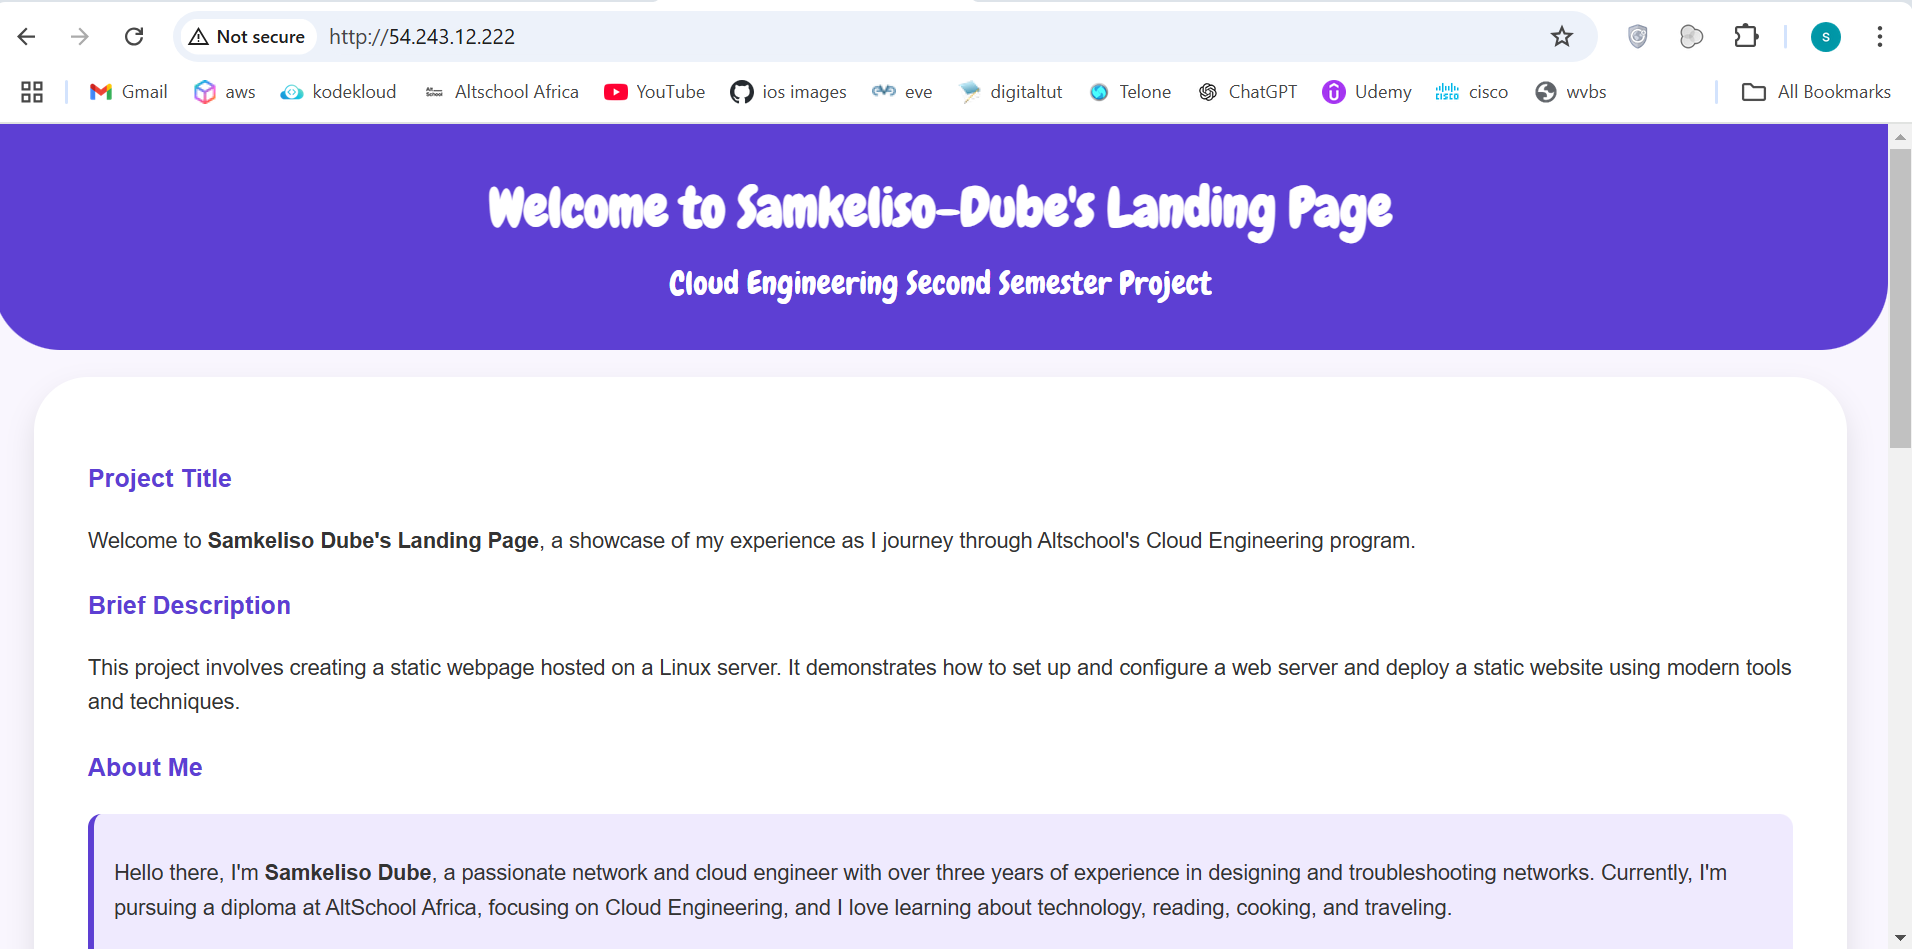 Not secure http://54.243.12.222 s
Gmail aws kodekloud Altschool Africa YouTube ios images eve digitaltut Telone ChatGPT Udemy cisco wvbs All Bookmarks
Welcome to Samkeliso-Dube's Landing Page
Cloud Engineering Second Semester Project
Project Title
Welcome to Samkeliso Dube's Landing Page, a showcase of my experience as I journey through Altschool's Cloud Engineering program.
Brief Description
This project involves creating a static webpage hosted on a Linux server. It demonstrates how to set up and configure a web server and deploy a static website using modern tools
and techniques.
About Me
Hello there, I'm Samkeliso Dube, a passionate network and cloud engineer with over three years of experience in designing and troubleshooting networks. Currently, I'm
pursuing a diploma at AltSchool Africa, focusing on Cloud Engineering, and I love learning about technology, reading, cooking, and traveling.